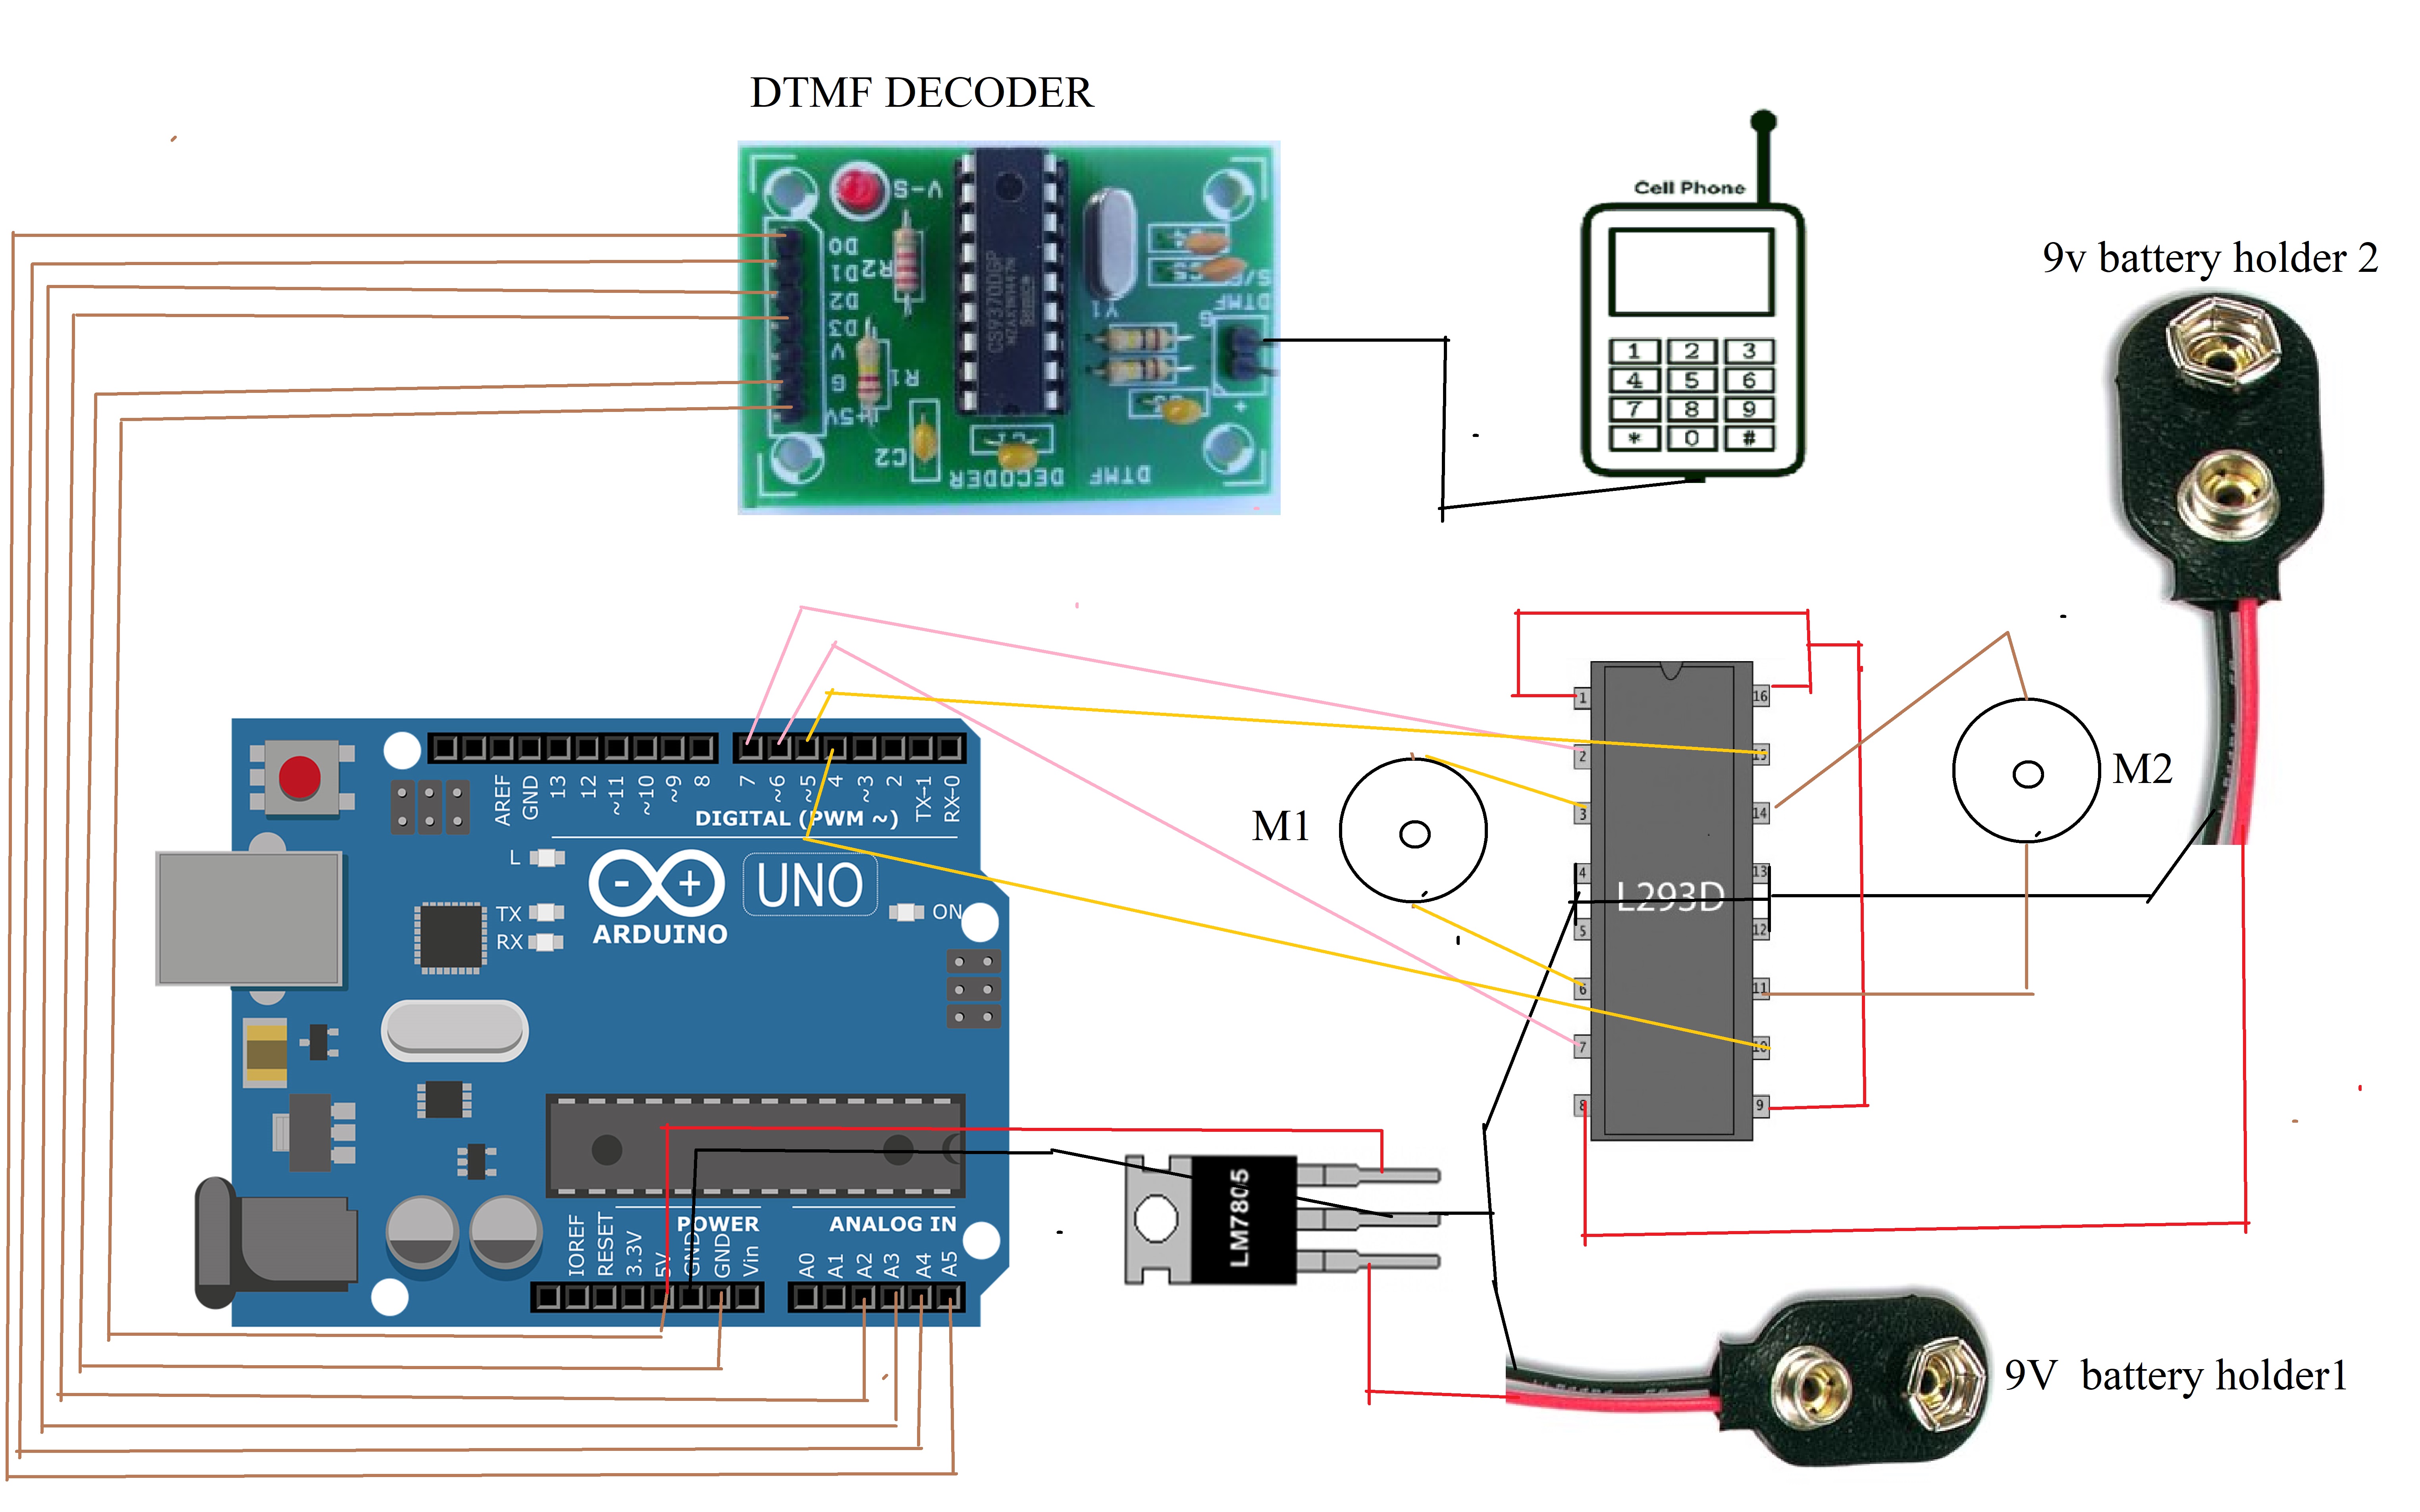 DTMF DECODER
V-S
D0
D1
R2
D2
D3
V
G
R1
+5V
C2
C1
DECODER
DTMF
Y1
S/P
DTMF
G
+
Cell Phone
1 2 3
4 5 6
7 8 9
* 0 #
9v battery holder 2
AREF
GND
13
12
~11
~10
~9
8
7
~6
~5
4
~3
2
TX-1
RX-0
DIGITAL (PWM ~)
L
TX
RX
- +
UNO
ARDUINO
ON
POWER
ANALOG IN
IOREF
RESET
3.3V
5V
GND
GND
Vin
A0
A1
A2
A3
A4
A5
M1
M2
L293D
1
2
3
4
5
6
7
8
16
15
14
13
12
11
10
9
LM7805
9V battery holder1